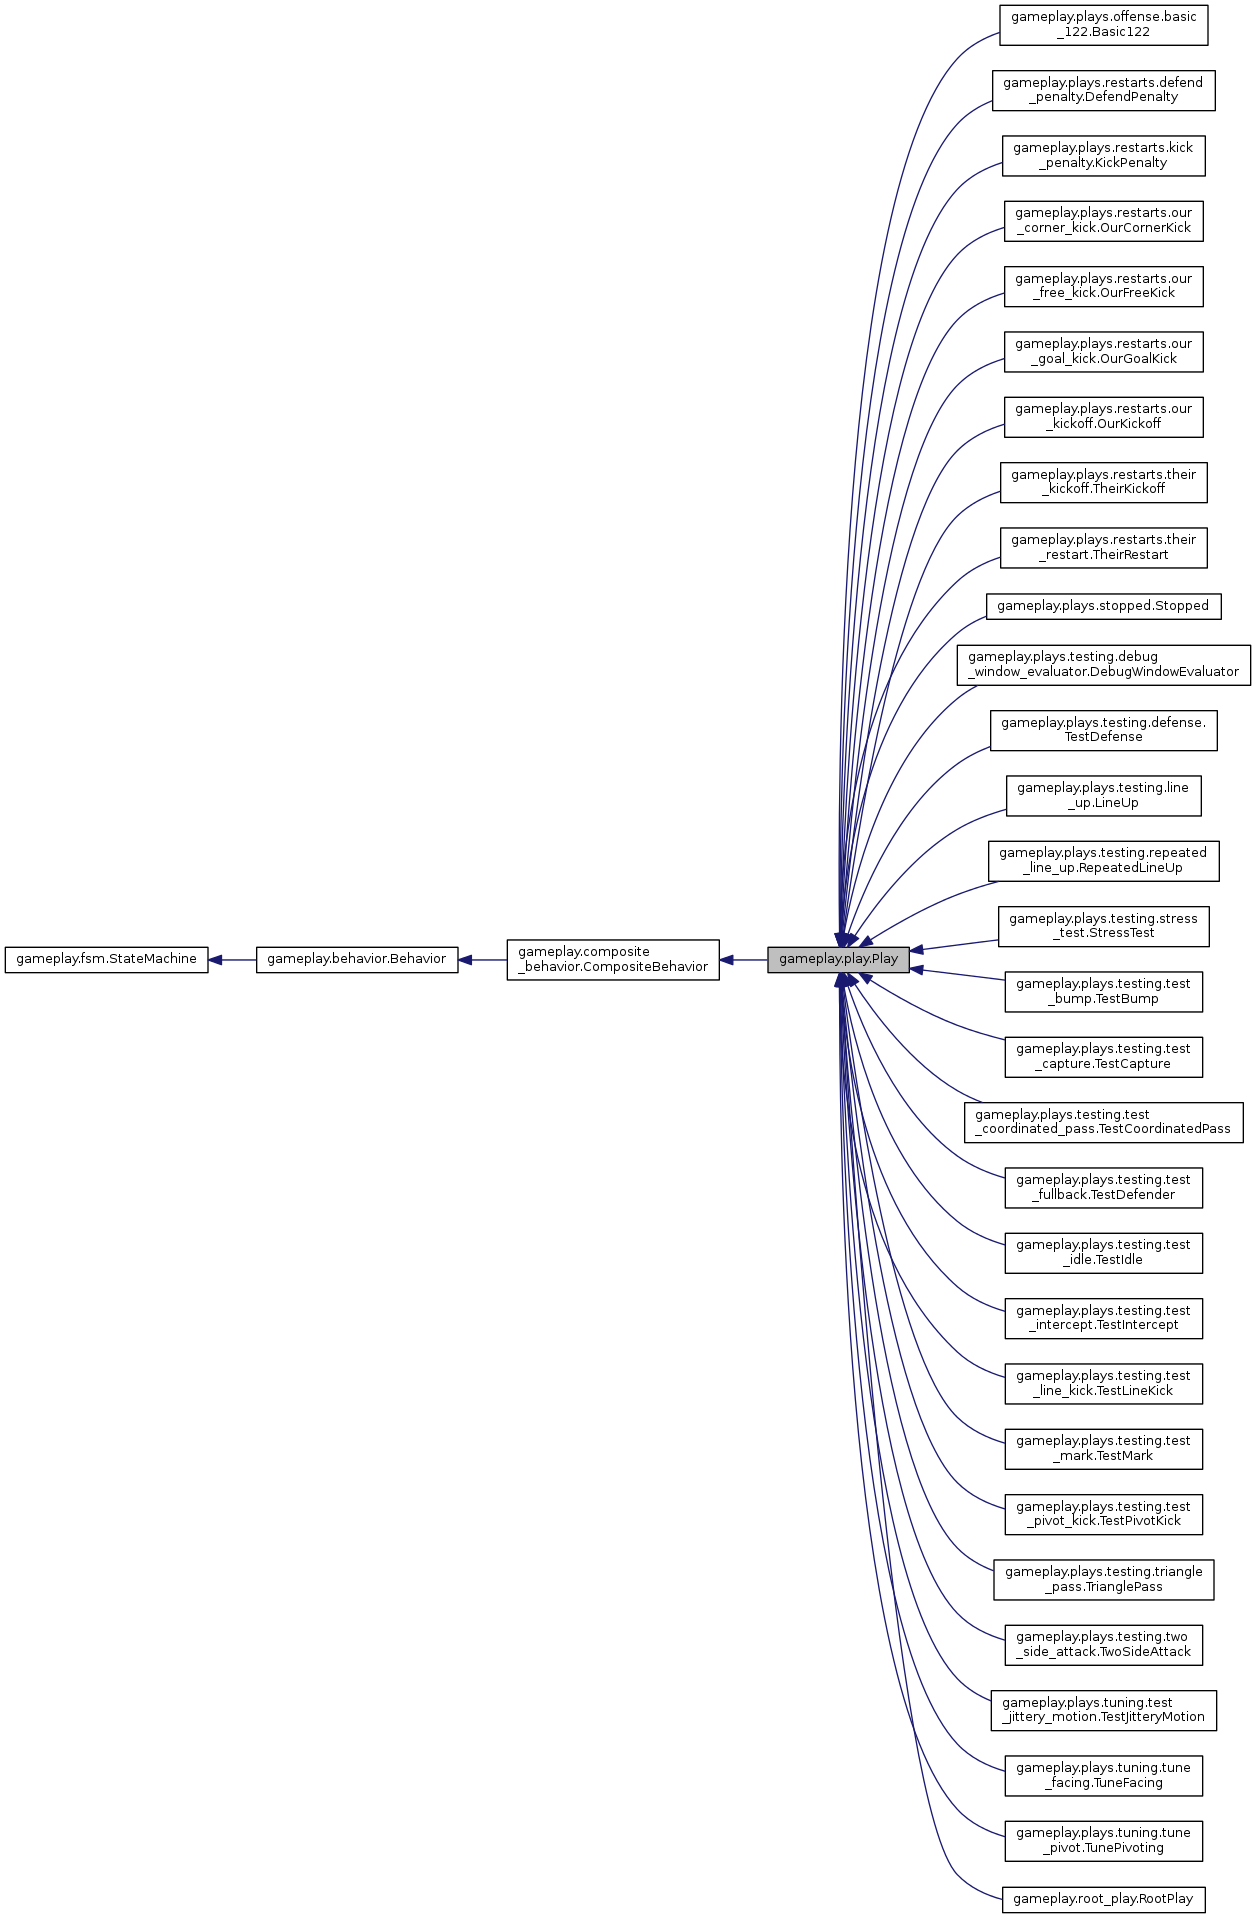 gameplay.plays.offense.basic
_122.Basic122
gameplay.plays.restarts.defend
_penalty.DefendPenalty
gameplay.plays.restarts.kick
_penalty.KickPenalty
gameplay.plays.restarts.our
_corner_kick.OurCornerKick
gameplay.plays.restarts.our
_free_kick.OurFreeKick
gameplay.plays.restarts.our
_goal_kick.OurGoalKick
gameplay.plays.restarts.our
_kickoff.OurKickoff
gameplay.plays.restarts.their
_kickoff.TheirKickoff
gameplay.plays.restarts.their
_restart.TheirRestart
gameplay.plays.stopped.Stopped
gameplay.plays.testing.debug
_window_evaluator.DebugWindowEvaluator
gameplay.plays.testing.defense.
TestDefense
gameplay.plays.testing.line
_up.LineUp
gameplay.plays.testing.repeated
_line_up.RepeatedLineUp
gameplay.plays.testing.stress
_test.StressTest
gameplay.fsm.StateMachine
gameplay.behavior.Behavior
gameplay.composite
_behavior.CompositeBehavior
gameplay.play.Play
gameplay.plays.testing.test
_bump.TestBump
gameplay.plays.testing.test
_capture.TestCapture
gameplay.plays.testing.test
_coordinated_pass.TestCoordinatedPass
gameplay.plays.testing.test
_fullback.TestDefender
gameplay.plays.testing.test
_idle.TestIdle
gameplay.plays.testing.test
_intercept.TestIntercept
gameplay.plays.testing.test
_line_kick.TestLineKick
gameplay.plays.testing.test
_mark.TestMark
gameplay.plays.testing.test
_pivot_kick.TestPivotKick
gameplay.plays.testing.triangle
_pass.TrianglePass
gameplay.plays.testing.two
_side_attack.TwoSideAttack
gameplay.plays.tuning.test
_jittery_motion.TestJitteryMotion
gameplay.plays.tuning.tune
_facing.TuneFacing
gameplay.plays.tuning.tune
_pivot.TunePivoting
gameplay.root_play.RootPlay